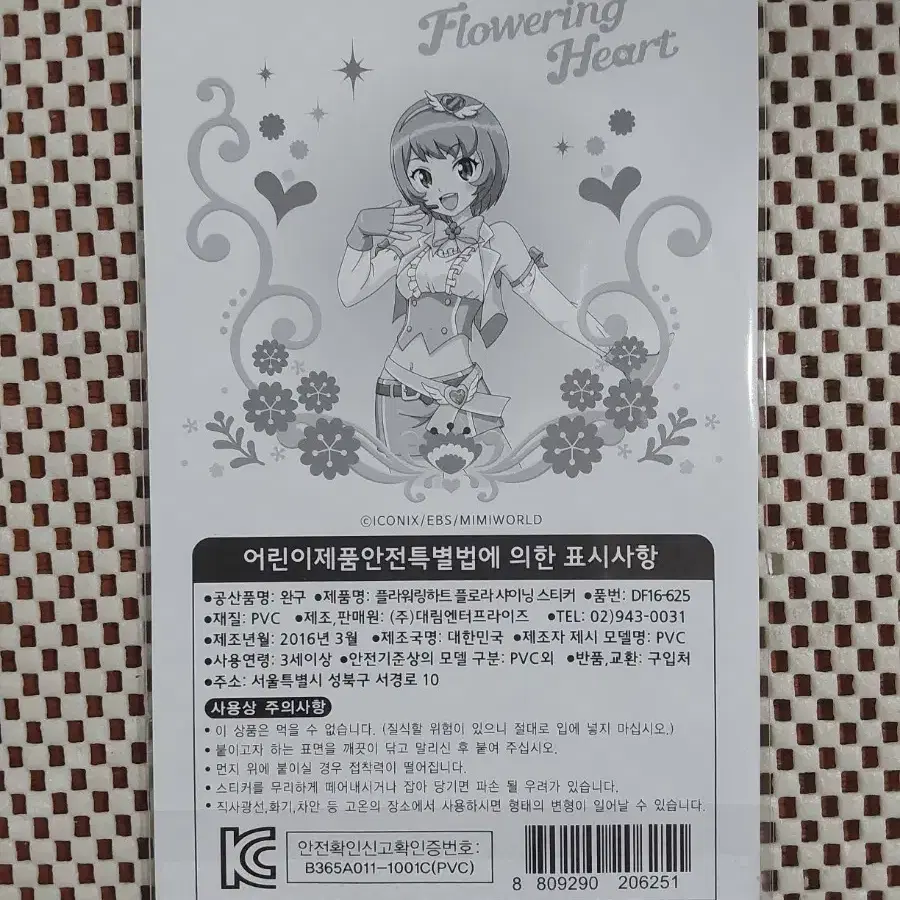 Flowering
Heart
©ICONIX/EBS/MIMIWORLD
어린이제품안전특별법에 의한 표시사항
•공산품명: 완구 •제품명: 플라워링하트 플로라 샤이닝 스티커 •품번: DF16-625
•재질: PVC •제조,판매원: (주)대림엔터프라이즈 •TEL: 02)943-0031
•제조년월: 2016년 3월 •제조국명: 대한민국 •제조자 제시 모델명: PVC
•사용연령: 3세이상 •안전기준상의 모델 구분: PVC외 •반품,교환: 구입처
•주소: 서울특별시 성북구 서경로 10
사용상 주의사항
• 이 상품은 먹을 수 없습니다. (질식할 위험이 있으니 절대로 입에 넣지 마십시오.)
• 붙이고자 하는 표면을 깨끗이 닦고 말리신 후 붙여 주십시오.
• 먼지 위에 붙이실 경우 접착력이 떨어집니다.
• 스티커를 무리하게 떼어내시거나 잡아 당기면 파손 될 우려가 있습니다.
• 직사광선,화기,차안 등 고온의 장소에서 사용하시면 형태의 변형이 일어날 수 있습니다.
KC
안전확인신고확인증번호:
B365A011-1001C(PVC)
8 809290 206251